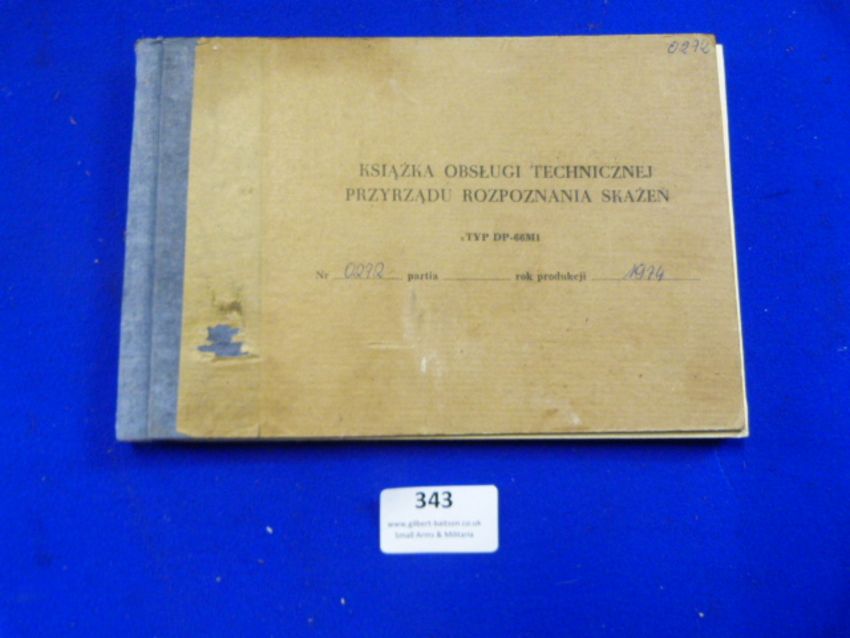 0272
KSIĄŻKA OBSŁUGI TECHNICZNEJ
PRZYRZĄDU ROZPOZNANIA SKAŻEŃ
TYP DP-66M1
Nr 0272 partia rok produkcji 1974
343
www.gilbert-baitson.co.uk
Small Arms & Militaria